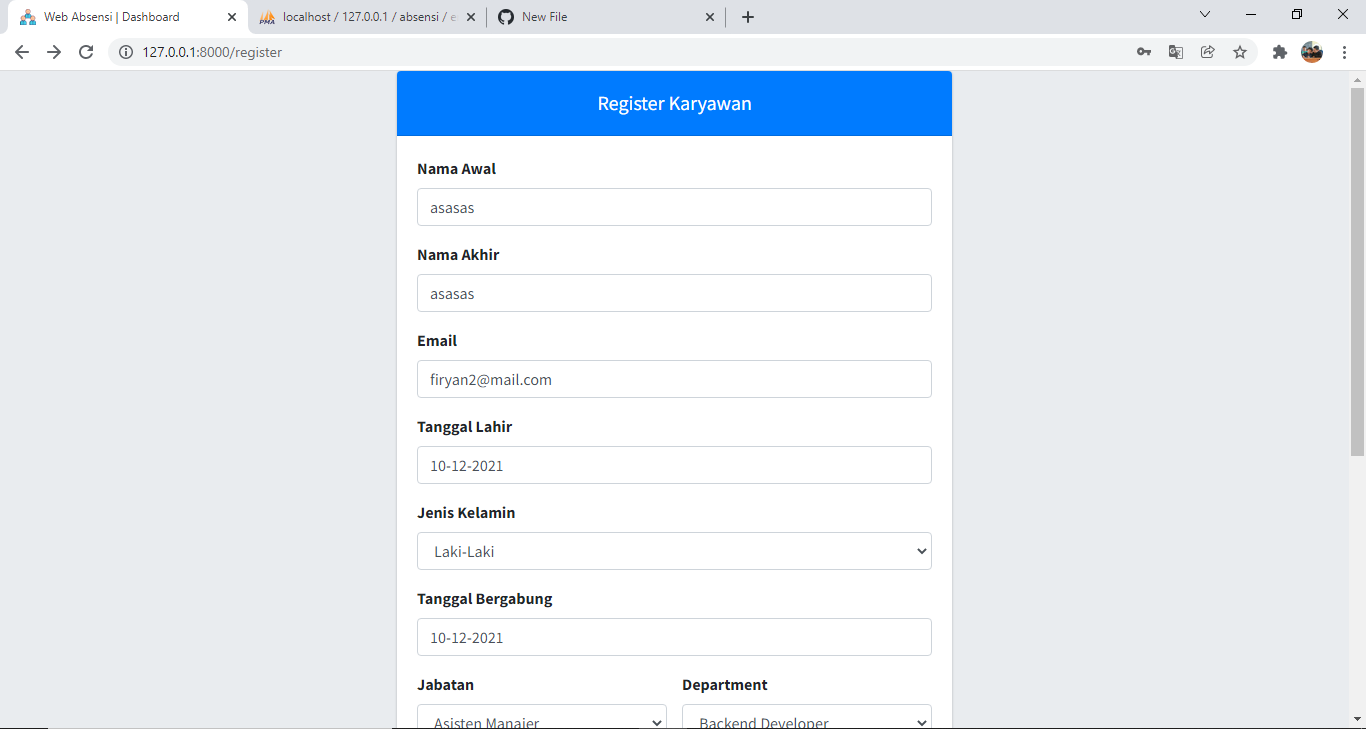 Web Absensi | Dashboard
localhost / 127.0.0.1 / absensi / e
New File
127.0.0.1:8000/register
Register Karyawan
Nama Awal
asasas
Nama Akhir
asasas
Email
firyan2@mail.com
Tanggal Lahir
10-12-2021
Jenis Kelamin
Laki-Laki
Tanggal Bergabung
10-12-2021
Jabatan Department
Asisten Manajer Backend Developer